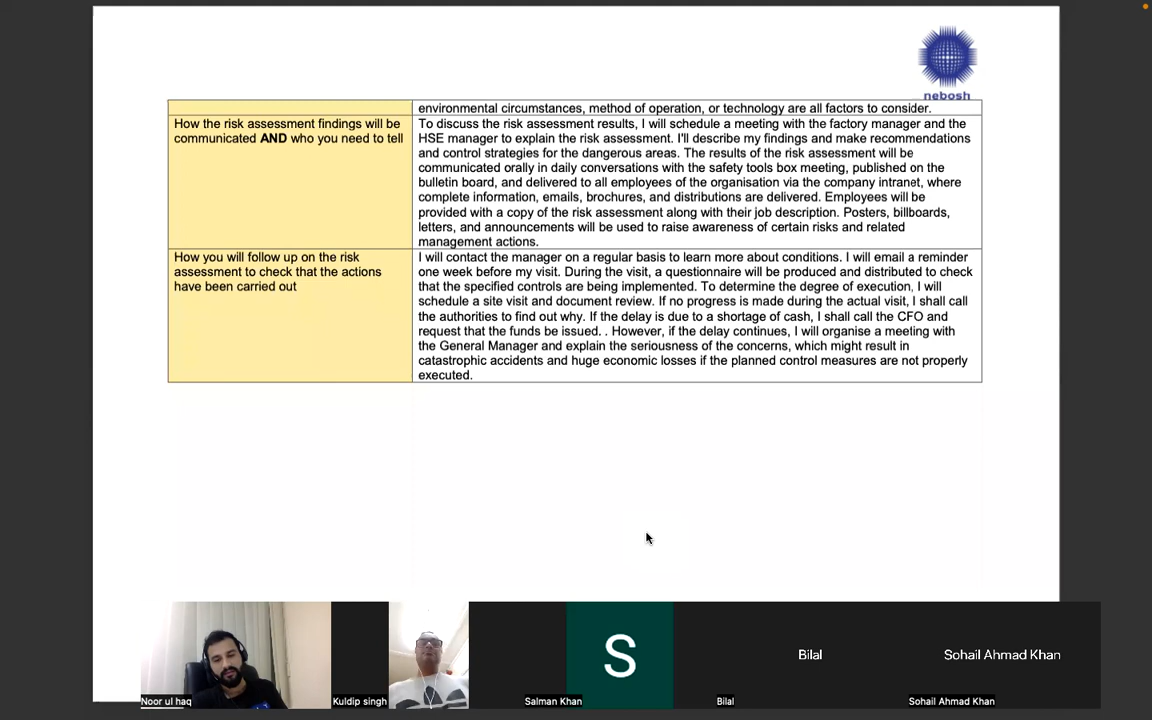 nebosh
environmental circumstances, method of operation, or technology are all factors to consider.
How the risk assessment findings will be
communicated AND who you need to tell
To discuss the risk assessment results, I will schedule a meeting with the factory manager and the
HSE manager to explain the risk assessment. I'll describe my findings and make recommendations
and control strategies for the dangerous areas. The results of the risk assessment will be
communicated orally in daily conversations with the safety tools box meeting, published on the
bulletin board, and delivered to all employees of the organisation via the company intranet, where
complete information, emails, brochures, and distributions are delivered. Employees will be
provided with a copy of the risk assessment along with their job description. Posters, billboards,
letters, and announcements will be used to raise awareness of certain risks and related
management actions.
How you will follow up on the risk
assessment to check that the actions
have been carried out
I will contact the manager on a regular basis to learn more about conditions. I will email a reminder
one week before my visit. During the visit, a questionnaire will be produced and distributed to check
that the specified controls are being implemented. To determine the degree of execution, I will
schedule a site visit and document review. If no progress is made during the actual visit, I shall call
the authorities to find out why. If the delay is due to a shortage of cash, I shall call the CFO and
request that the funds be issued. . However, if the delay continues, I will organise a meeting with
the General Manager and explain the seriousness of the concerns, which might result in
catastrophic accidents and huge economic losses if the planned control measures are not properly
executed.
S
Bilal
Sohail Ahmad Khan
Noor ul haq
Kuldip singh
Salman Khan
Bilal
Sohail Ahmad Khan